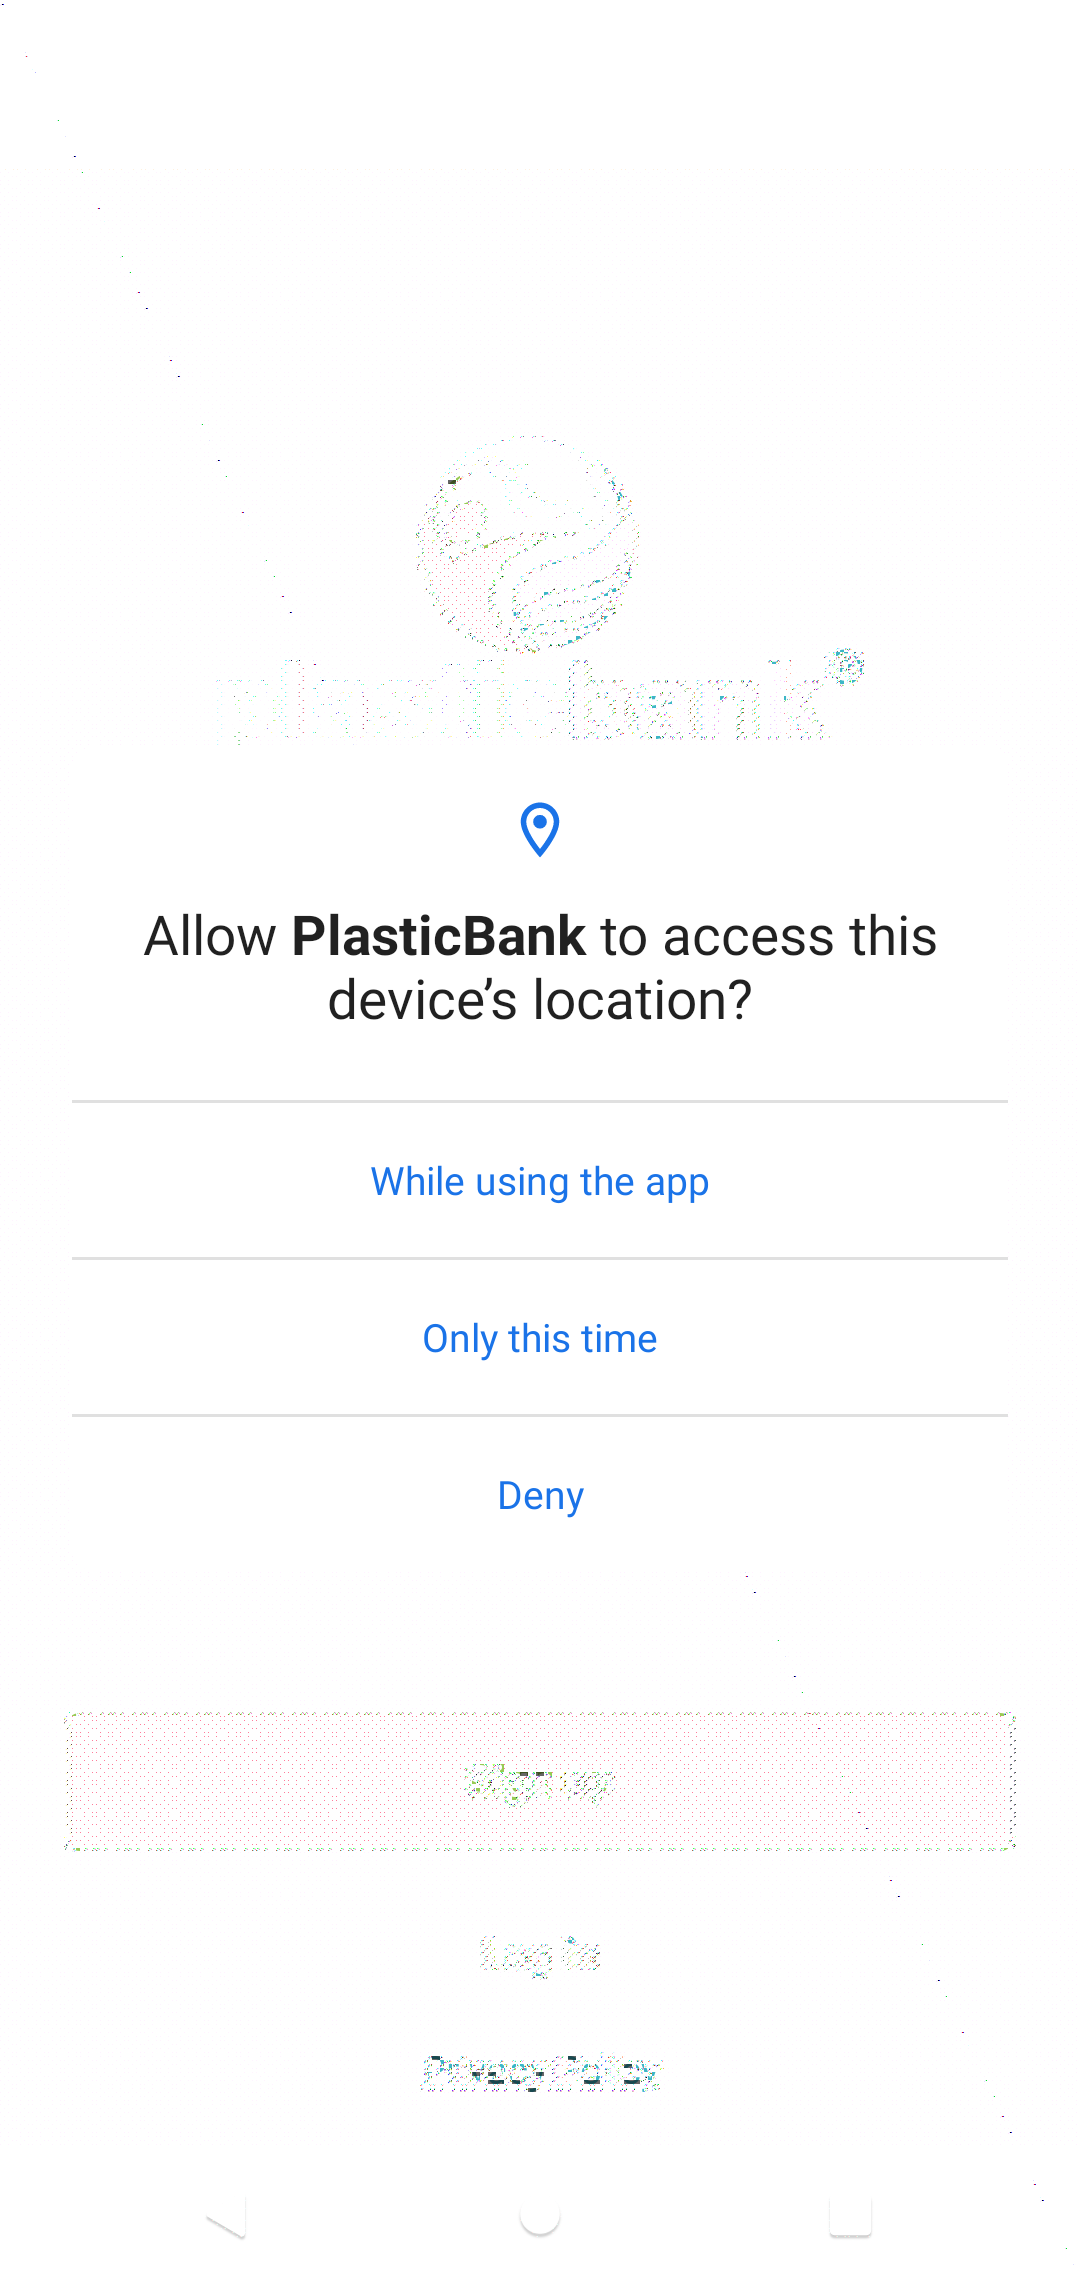 plasticbank
Allow PlasticBank to access this
device’s location?
While using the app
Only this time
Deny
Sign up
Log in
Privacy Policy